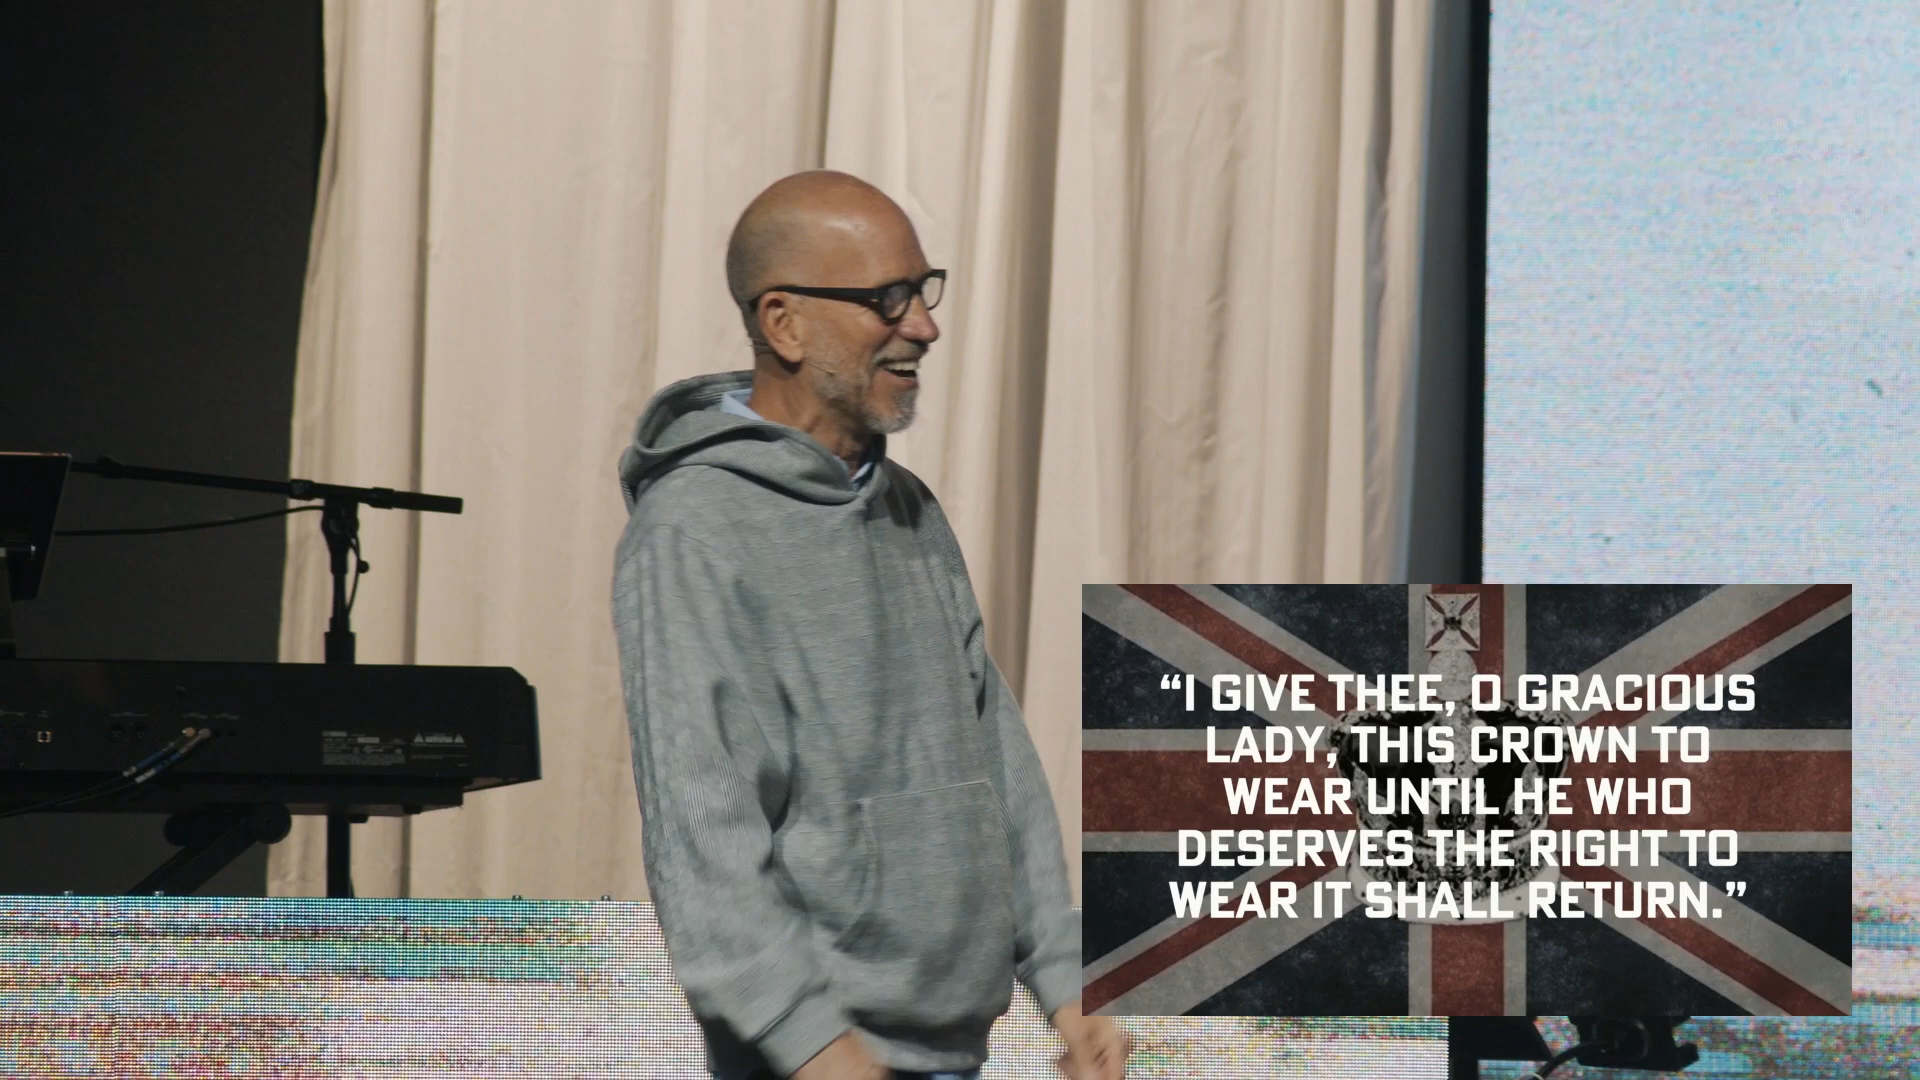 “I GIVE THEE, O GRACIOUS
LADY, THIS CROWN TO
WEAR UNTIL HE WHO
DESERVES THE RIGHT TO
WEAR IT SHALL RETURN.”